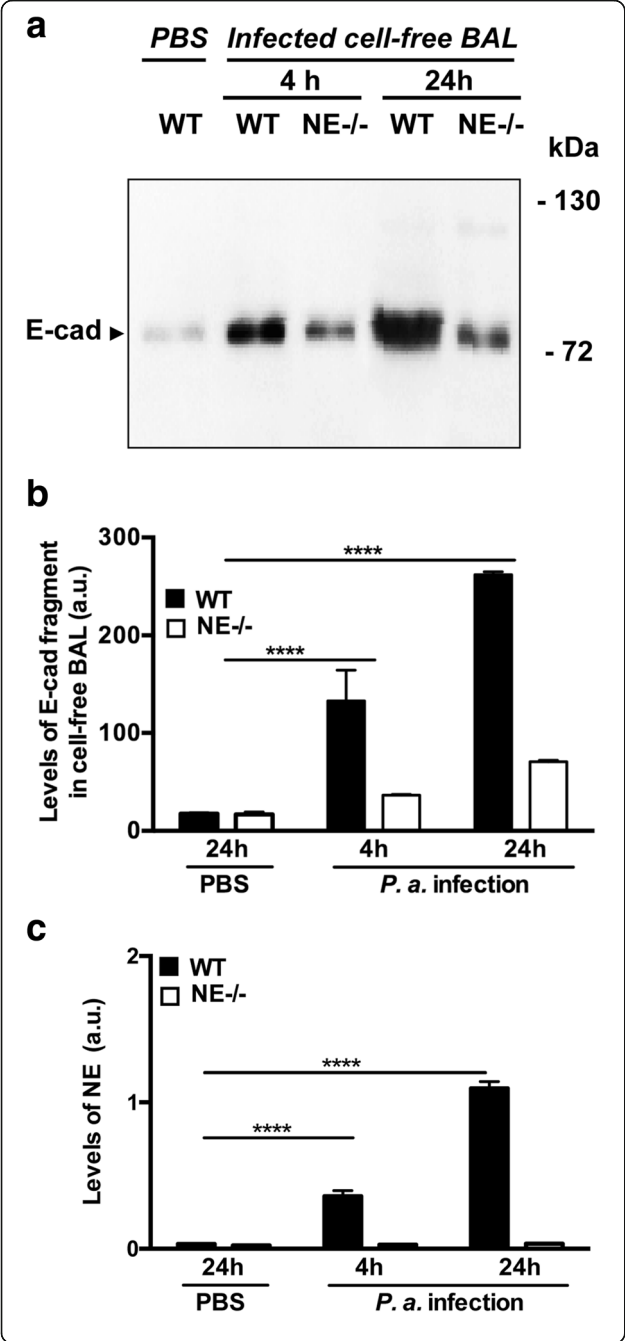 a
PBS Infected cell-free BAL
4 h 24h
WT WT NE-/- WT NE-/-
kDa
- 130
E-cad ▸
- 72
b
Levels of E-cad fragment
in cell-free BAL (a.u.)
300
200
100
0
WT
NE-/-
****
****
24h 4h 24h
PBS P. a. infection
c
Levels of NE (a.u.)
2
1
0
WT
NE-/-
****
****
24h 4h 24h
PBS P. a. infection